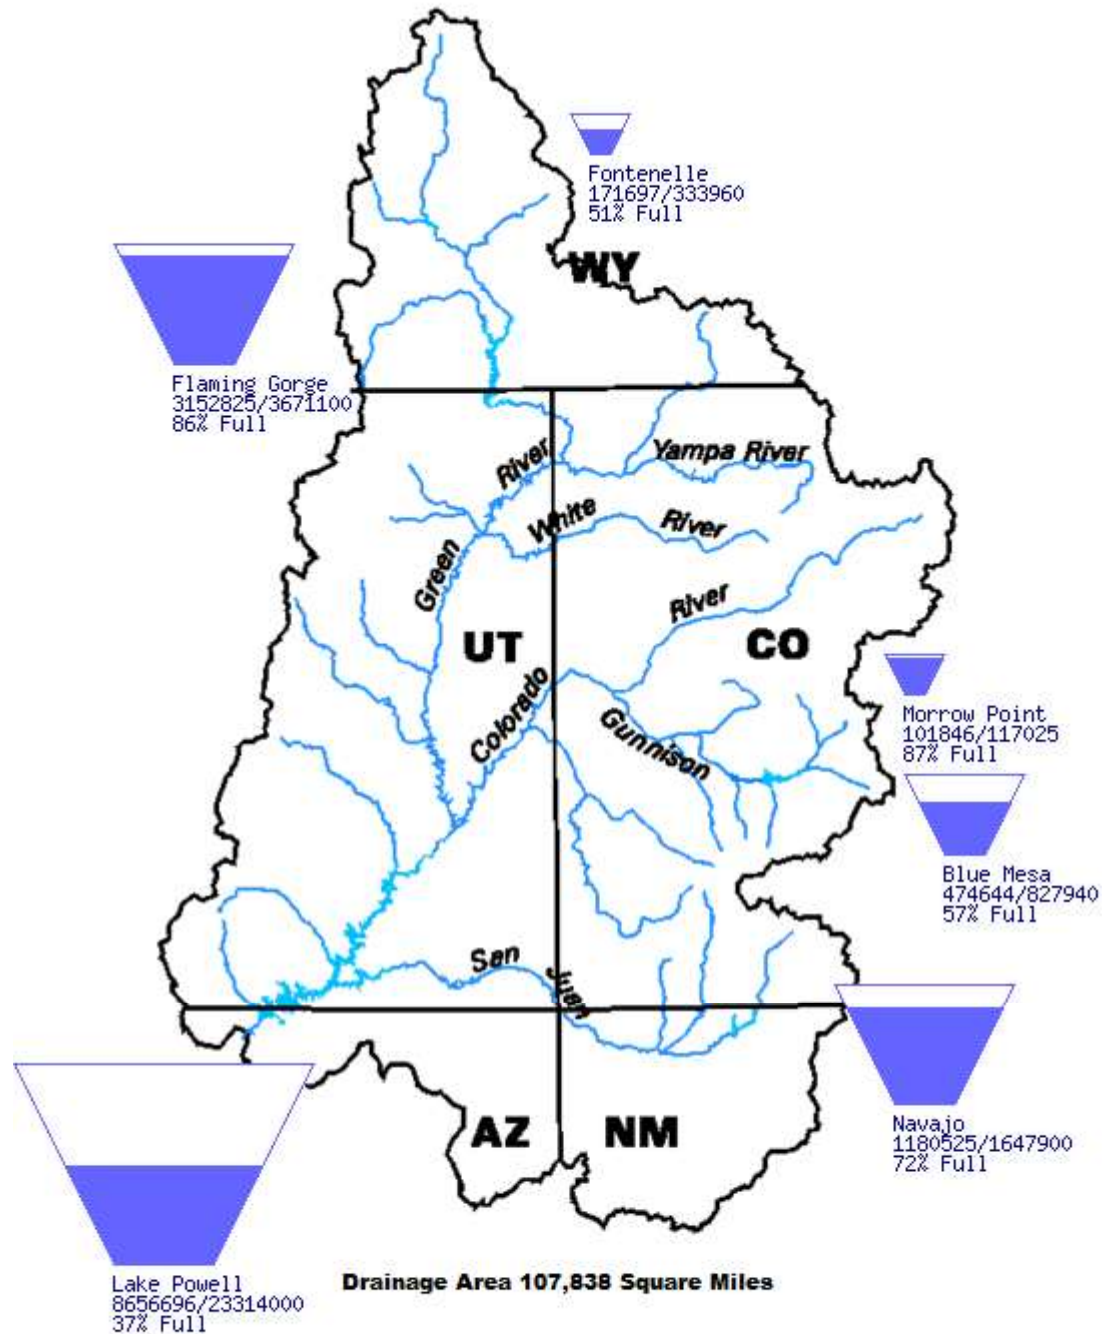 Fontenelle
171697/333960
51% Full
WY
Flaming Gorge
3152825/3671100
86% Full
Yampa River
River
White
River
Green
River
UT
CO
Colorado
Gunnison
Morrow Point
101846/117025
87% Full
Blue Mesa
474644/827940
57% Full
San
Juan
AZ
NM
Navajo
1180525/1647900
72% Full
Lake Powell
8656696/23314000
37% Full
Drainage Area 107,838 Square Miles